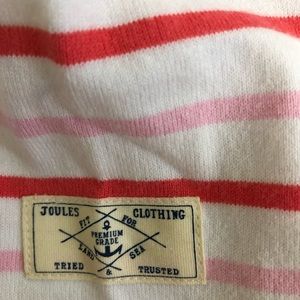 JOULES CLOTHING
FIT FOR
PREMIUM
GRADE
LAND SEA
TRIED & TRUSTED